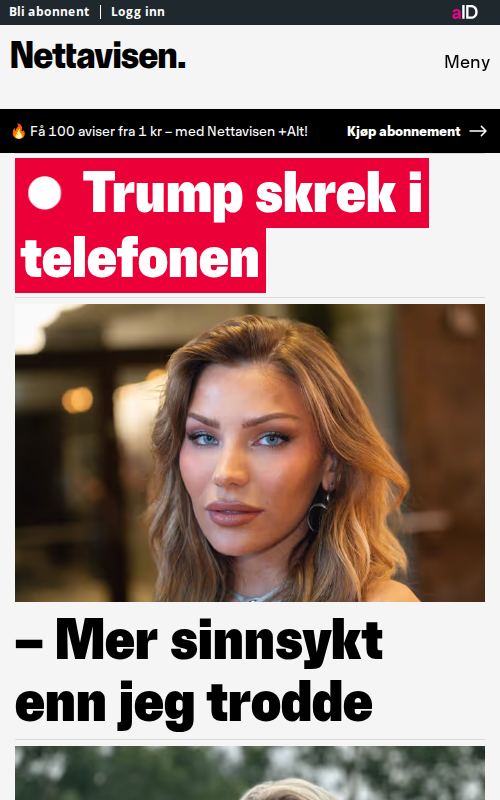 Bli abonnent | Logg inn
aID
Nettavisen.
Meny
🔥 Få 100 aviser fra 1 kr – med Nettavisen +Alt!
Kjøp abonnement →
Trump skrek i
telefonen
– Mer sinnsykt
enn jeg trodde